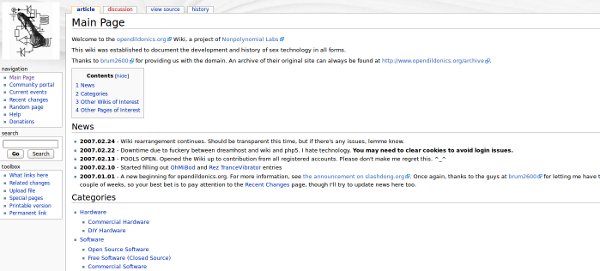 article
discussion
view source
history
Main Page
Welcome to the opendildonics.org Wiki, a project of Nonpolynomial Labs
This wiki was established to document the development and history of sex technology in all forms.
Thanks to brum2600 for providing us with the domain. An archive of their original site can always be found at http://www.opendildonics.org/archive.
navigation
Main Page
Community portal
Current events
Recent changes
Random page
Help
Donations
search
Go Search
toolbox
What links here
Related changes
Upload file
Special pages
Printable version
Permanent link
Contents [hide]
1 News
2 Categories
3 Other Wikis of Interest
4 Other Pages of Interest
News
2007.02.24 - Wiki rearrangement continues. Should be transparent this time, but if there's any issues, lemme know.
2007.02.22 - Downtime due to fuckery between dreamhost and wiki and php5. I hate technology. You may need to clear cookies to avoid login issues.
2007.02.13 - POOLS OPEN. Opened the Wiki up to contribution from all registered accounts. Please don't make me regret this. ^_^
2007.02.10 - Started filling out OhMiBod and Rez TranceVibrator entries
2007.01.01 - A new beginning for opendildonics.org. For more information, see the announcement on slashdong.org. Once again, thanks to the guys at brum2600 for letting me have t
couple of weeks, so your best bet is to pay attention to the Recent Changes page, though I'll try to update news here too.
Categories
Hardware
Commercial Hardware
DIY Hardware
Software
Open Source Software
Free Software (Closed Source)
Commercial Software